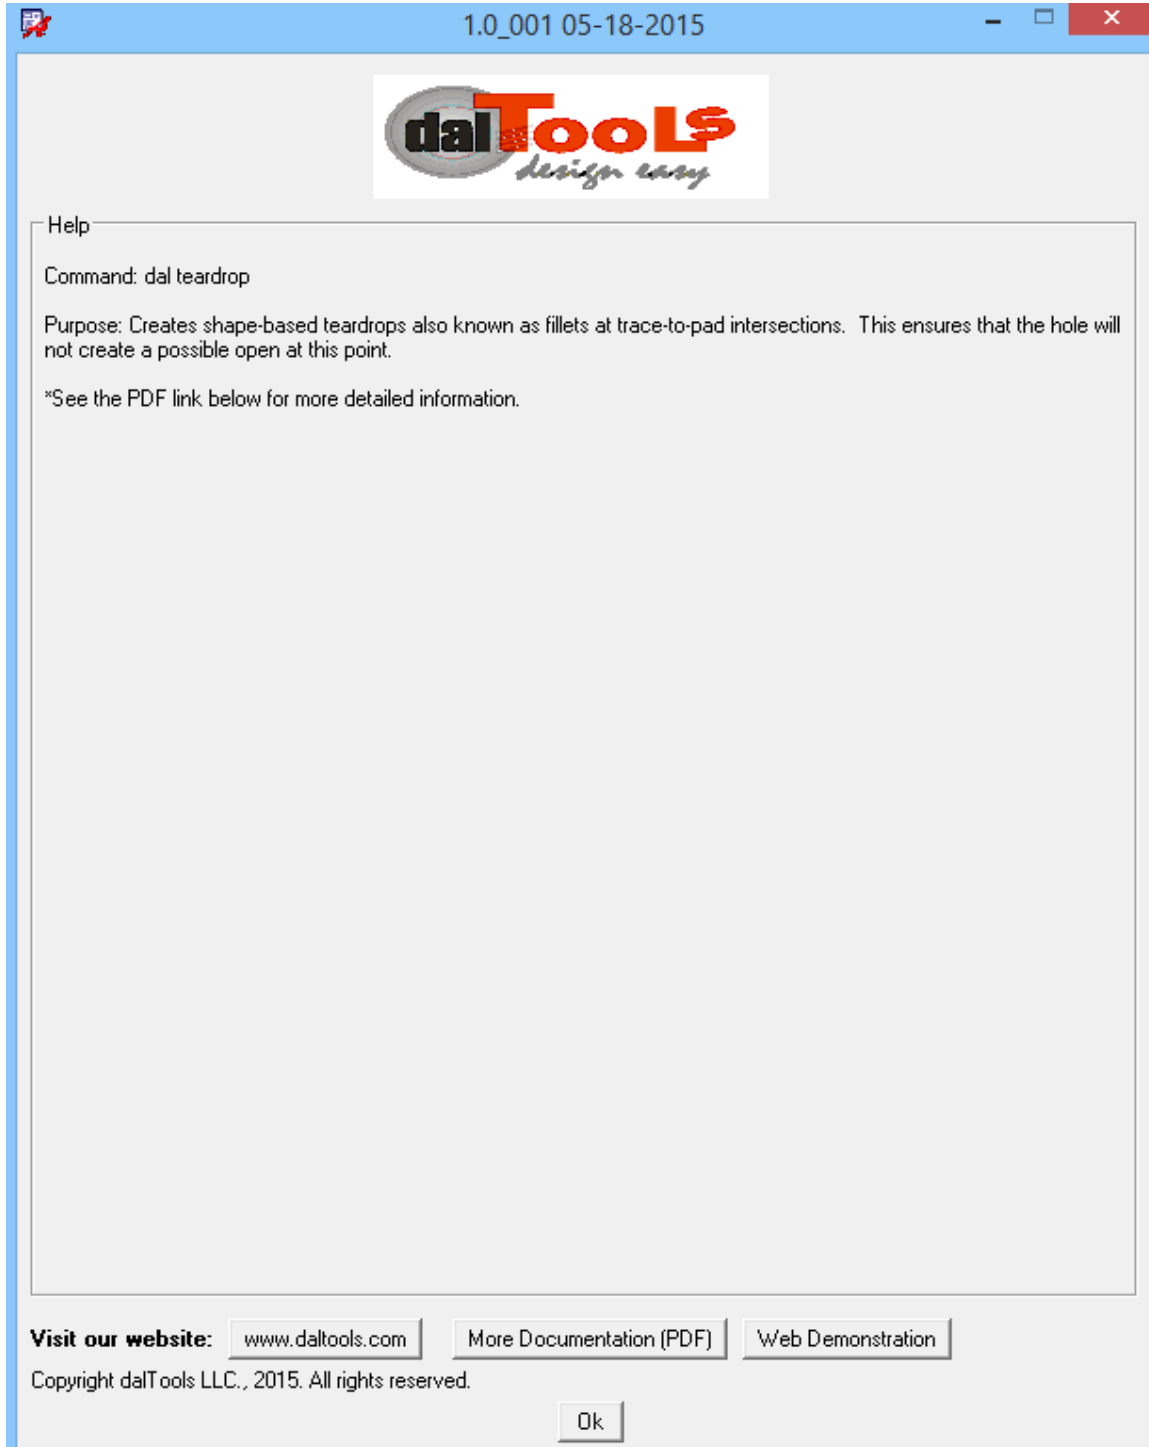 1.0_001 05-18-2015
dalTooLS
design easy
Help
Command: dal teardrop
Purpose: Creates shape-based teardrops also known as fillets at trace-to-pad intersections.  This ensures that the hole will
not create a possible open at this point.
*See the PDF link below for more detailed information.
Visit our website: www.daltools.com More Documentation (PDF) Web Demonstration
Copyright dalTools LLC., 2015. All rights reserved.
Ok